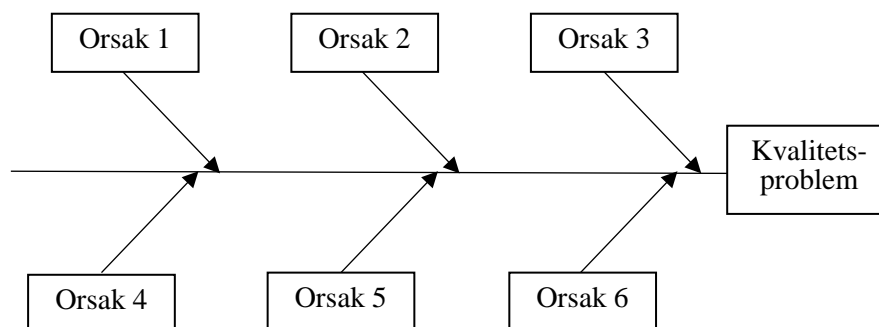 Orsak 1
Orsak 2
Orsak 3
Kvalitets-
problem
Orsak 4
Orsak 5
Orsak 6